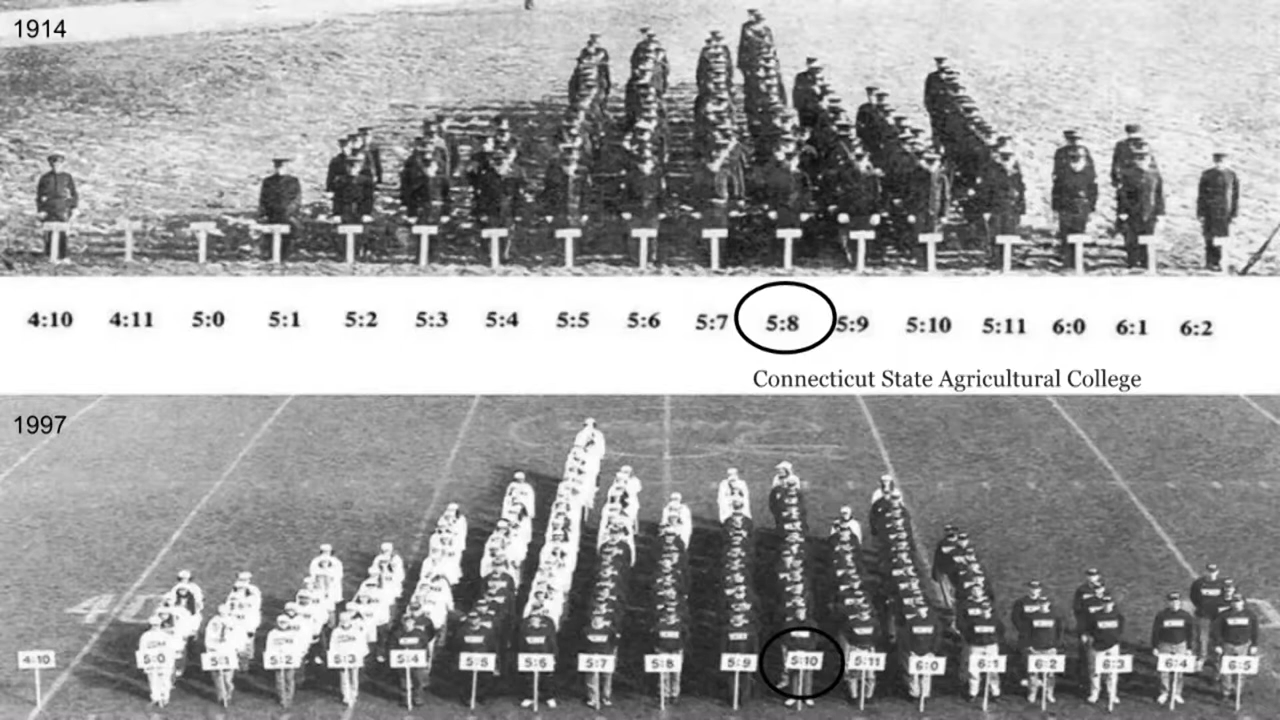 1914
4:10 4:11 5:0 5:1 5:2 5:3 5:4 5:5 5:6 5:7 5:8 5:9 5:10 5:11 6:0 6:1 6:2
Connecticut State Agricultural College
1997
4:10 5:0 5:1 5:2 5:3 5:4 5:5 5:6 5:7 5:8 5:9 5:10 5:11 6:0 6:1 6:2 6:3 6:4 6:5